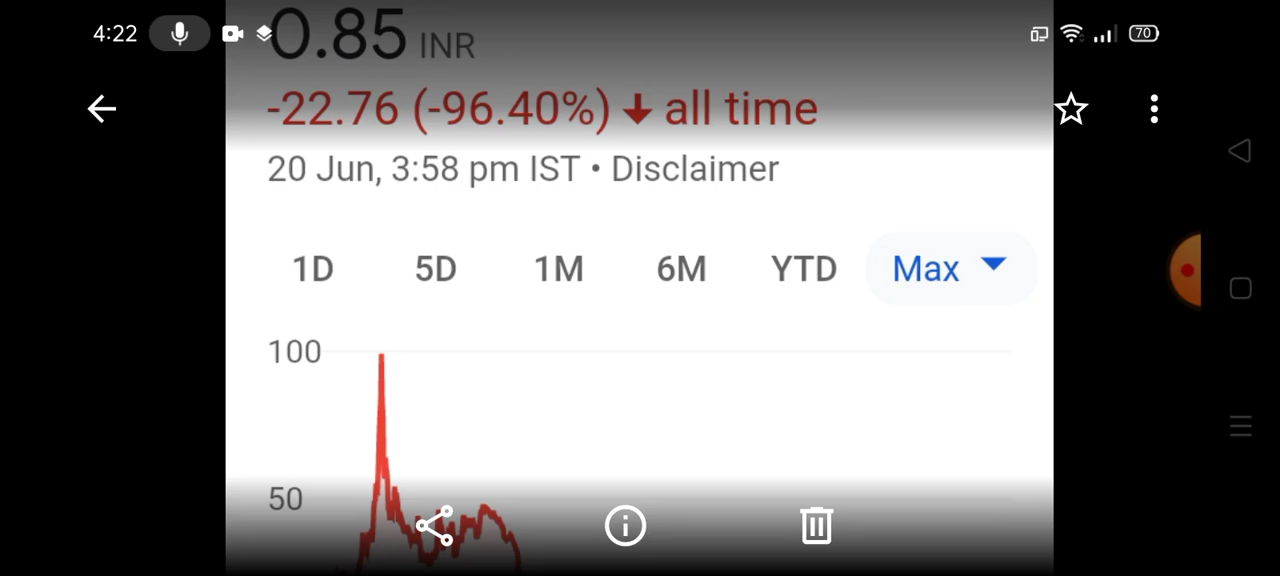 4:22
70
0.85 INR
-22.76 (-96.40%) ↓ all time
20 Jun, 3:58 pm IST • Disclaimer
1D 5D 1M 6M YTD Max
100
50